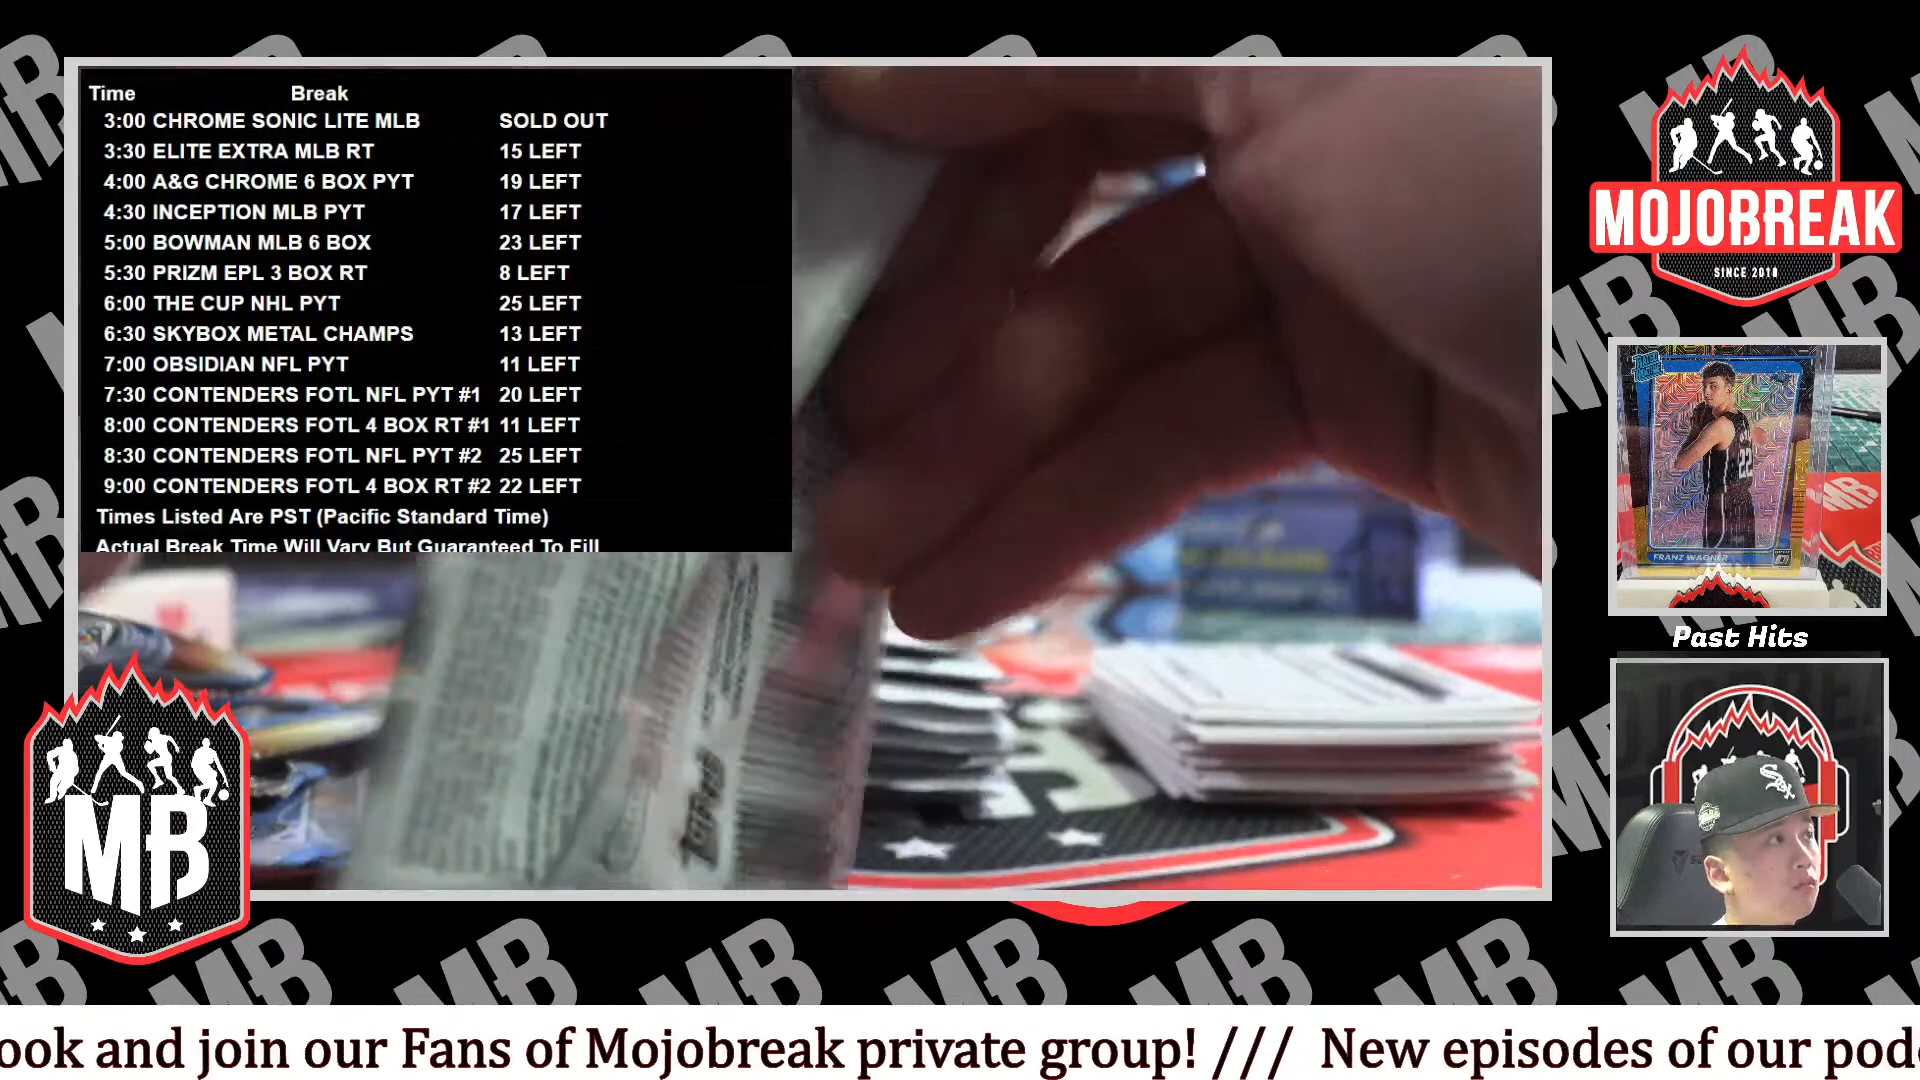 Time Break
3:00 CHROME SONIC LITE MLB SOLD OUT
3:30 ELITE EXTRA MLB RT 15 LEFT
4:00 A&G CHROME 6 BOX PYT 19 LEFT
4:30 INCEPTION MLB PYT 17 LEFT
5:00 BOWMAN MLB 6 BOX 23 LEFT
5:30 PRIZM EPL 3 BOX RT 8 LEFT
6:00 THE CUP NHL PYT 25 LEFT
6:30 SKYBOX METAL CHAMPS 13 LEFT
7:00 OBSIDIAN NFL PYT 11 LEFT
7:30 CONTENDERS FOTL NFL PYT #1 20 LEFT
8:00 CONTENDERS FOTL 4 BOX RT #1 11 LEFT
8:30 CONTENDERS FOTL NFL PYT #2 25 LEFT
9:00 CONTENDERS FOTL 4 BOX RT #2 22 LEFT
Times Listed Are PST (Pacific Standard Time)
Actual Break Time Will Vary But Guaranteed To Fill
MOJOBREAK
SINCE 2010
22
FRANZ WAGNER
Past Hits
Sox
MB
Topps
ook and join our Fans of Mojobreak private group! /// New episodes of our pod